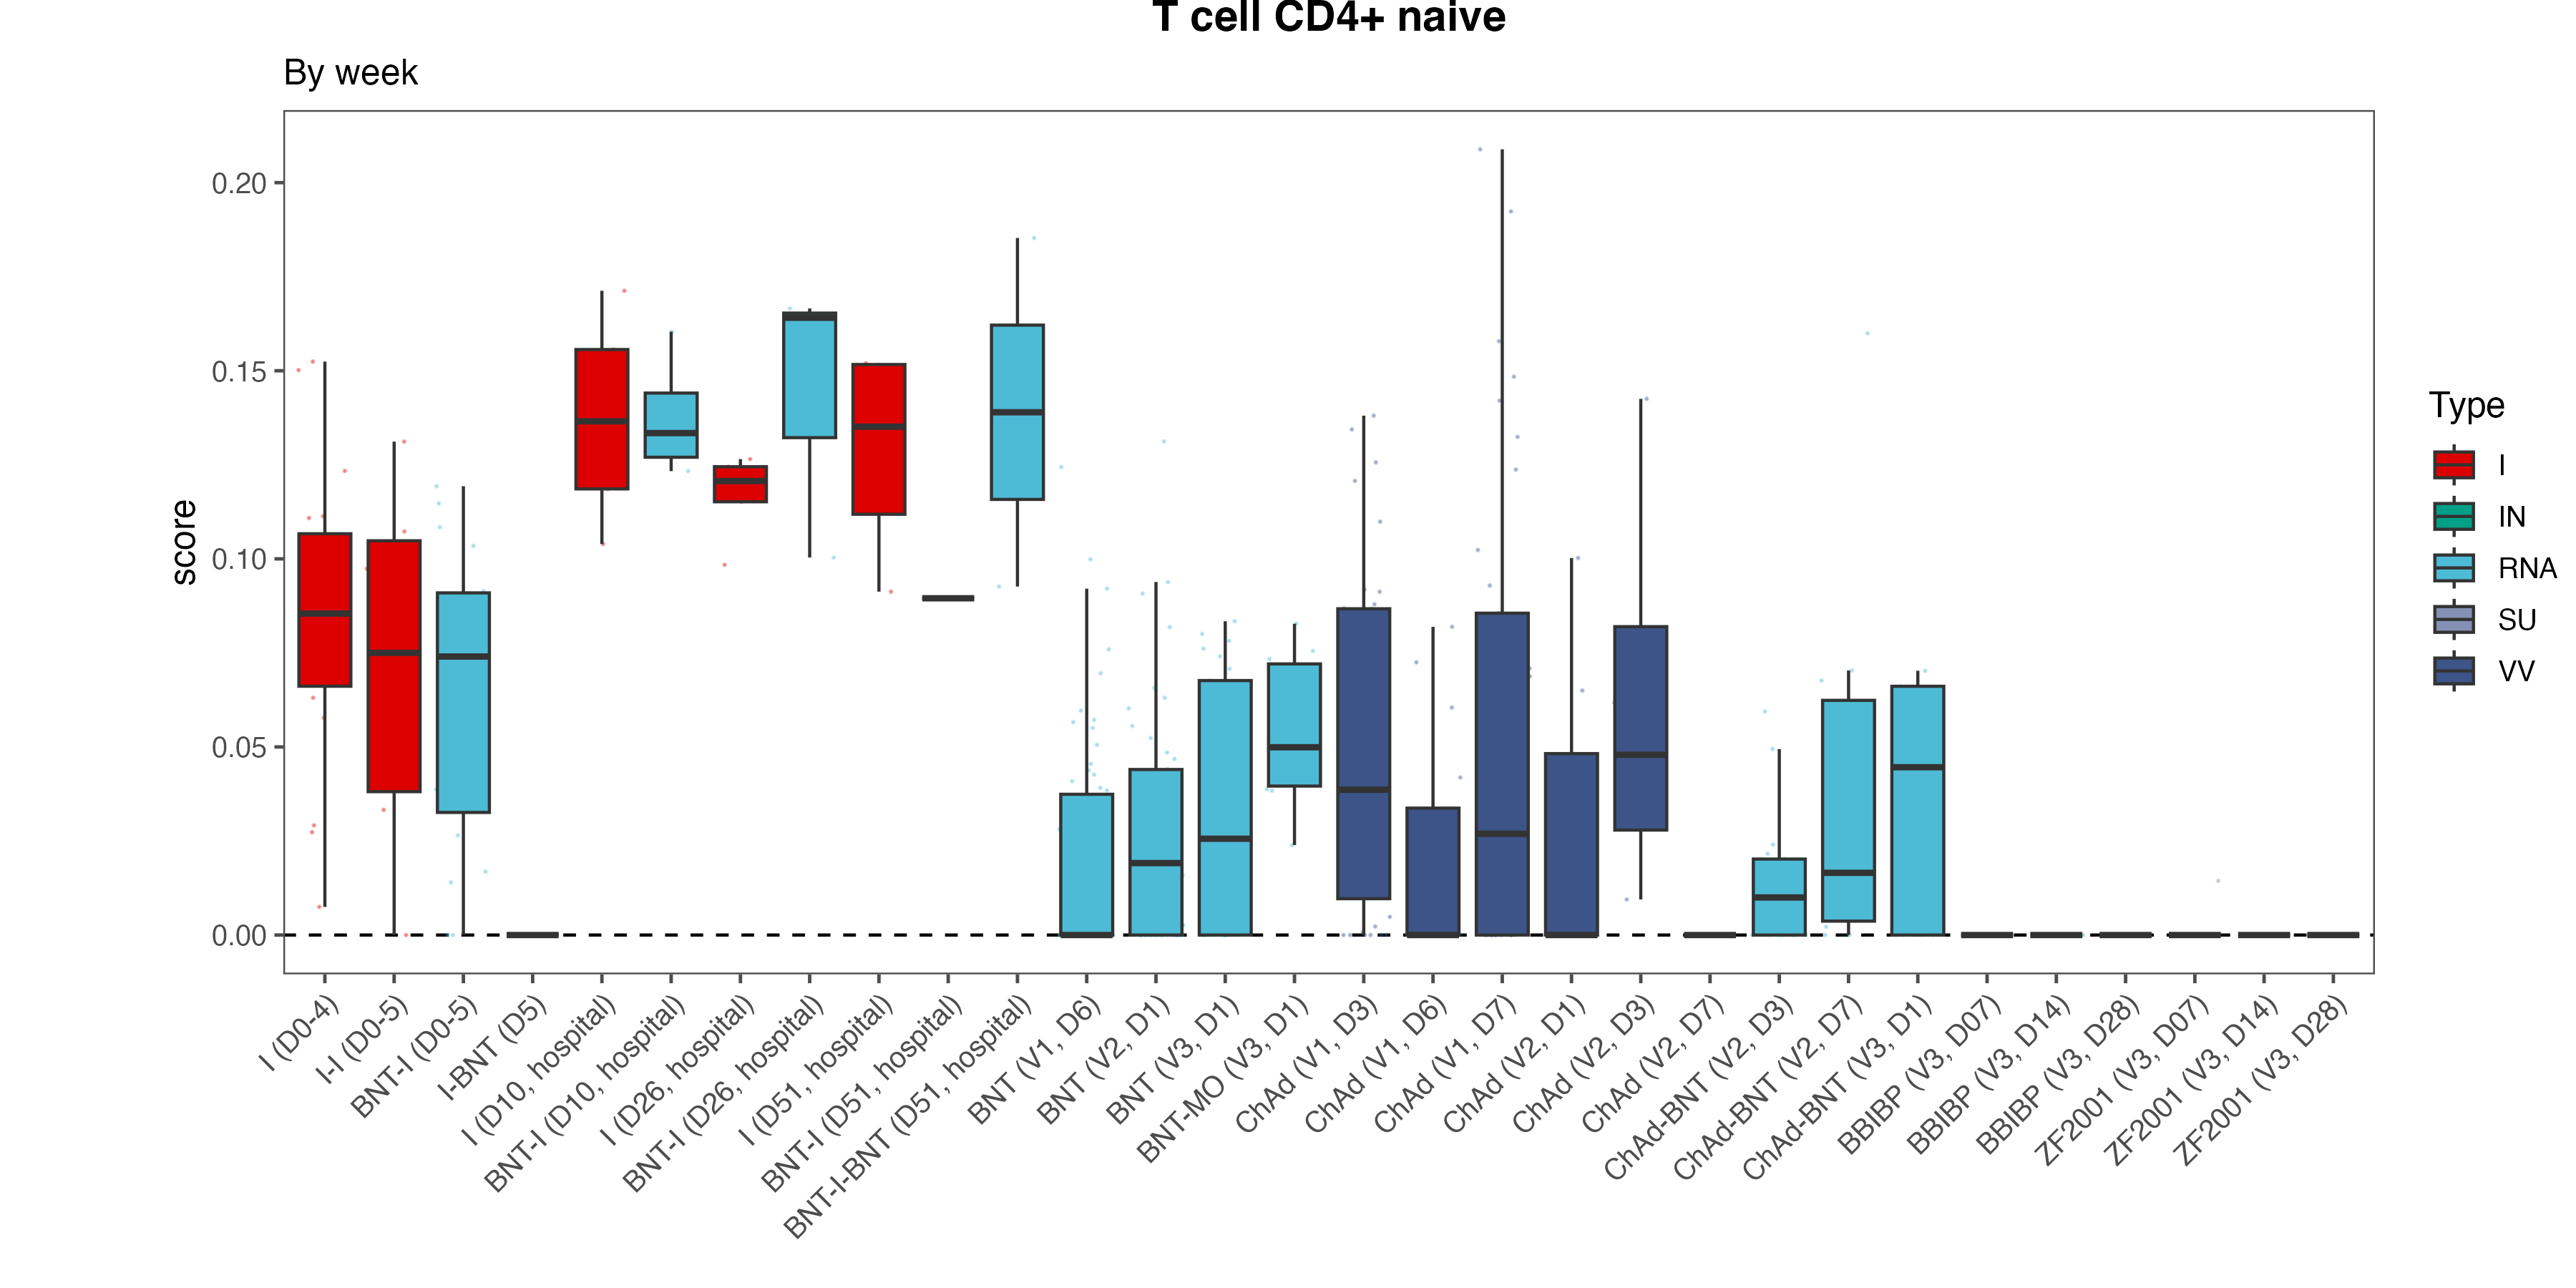 T cell CD4+ naive
By week
score
0.20
0.15
0.10
0.05
0.00
I (D0-4)
I-I (D0-5)
BNT-I (D0-5)
I-BNT (D5)
I (D10, hospital)
BNT-I (D10, hospital)
I (D26, hospital)
BNT-I (D26, hospital)
I (D51, hospital)
BNT-I (D51, hospital)
BNT-I-BNT (D51, hospital)
BNT (V1, D6)
BNT (V2, D1)
BNT (V3, D1)
BNT-MO (V3, D1)
ChAd (V1, D3)
ChAd (V1, D6)
ChAd (V1, D7)
ChAd (V2, D1)
ChAd (V2, D3)
ChAd (V2, D7)
ChAd-BNT (V2, D3)
ChAd-BNT (V2, D7)
ChAd-BNT (V3, D1)
BBIBP (V3, D07)
BBIBP (V3, D14)
BBIBP (V3, D28)
ZF2001 (V3, D07)
ZF2001 (V3, D14)
ZF2001 (V3, D28)
Type
I
IN
RNA
SU
VV